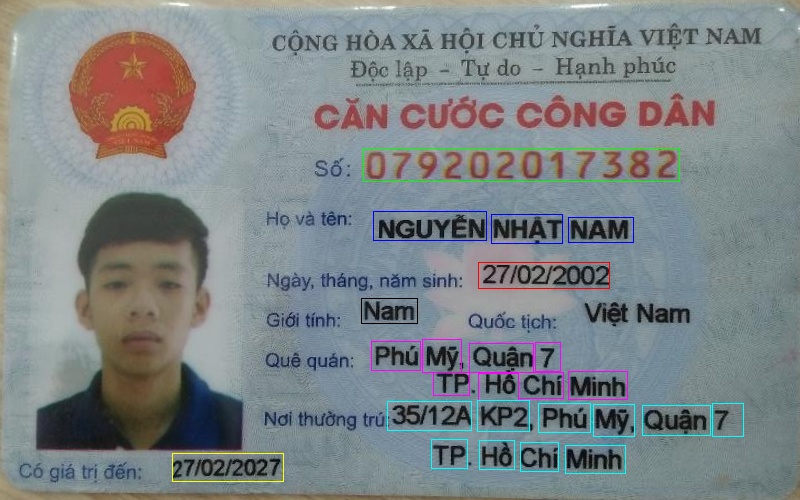 CỘNG HÒA XÃ HỘI CHỦ NGHĨA VIỆT NAM
Độc lập - Tự do - Hạnh phúc
CĂN CƯỚC CÔNG DÂN
Số: 079202017382
Họ và tên: NGUYỄN NHẬT NAM
Ngày, tháng, năm sinh: 27/02/2002
Giới tính: Nam Quốc tịch: Việt Nam
Quê quán: Phú Mỹ, Quận 7
TP. Hồ Chí Minh
Nơi thường trú: 35/12A KP2, Phú Mỹ, Quận 7
TP. Hồ Chí Minh
Có giá trị đến: 27/02/2027